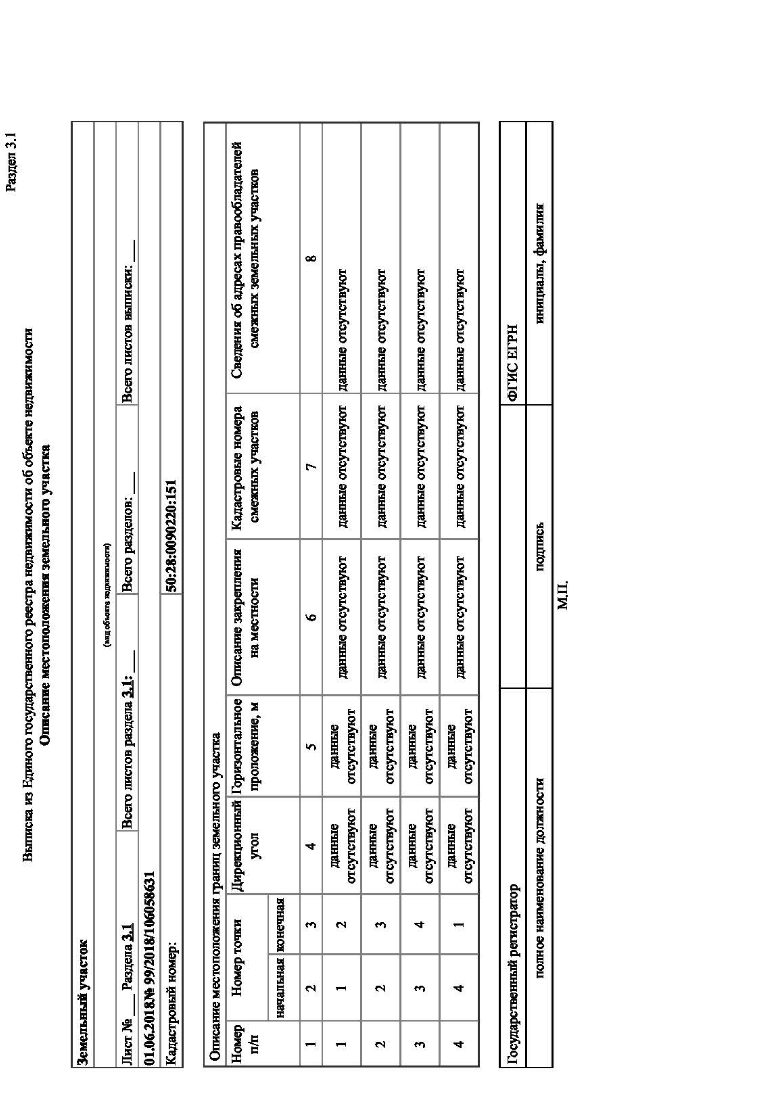 Раздел 3.1
Выписка из Единого государственного реестра недвижимости об объекте недвижимости
Описание местоположения земельного участка
Земельный участок
(вид объекта недвижимости)
Лист № ___ Раздела 3.1 Всего листов раздела 3.1: ___ Всего разделов: ___ Всего листов выписки: ___
01.06.2018№ 99/2018/106058631
Кадастровый номер: 50:28:0090220:151
Описание местоположения границ земельного участка
Номер Номер точки Дирекционный Горизонтальное Описание закрепления Кадастровые номера Сведения об адресах правообладателей
п/п угол проложение, м на местности смежных участков смежных земельных участков
начальная конечная
1 2 3 4 5 6 7 8
1 1 2 данные данные данные отсутствуют данные отсутствуют данные отсутствуют
отсутствуют отсутствуют
2 2 3 данные данные данные отсутствуют данные отсутствуют данные отсутствуют
отсутствуют отсутствуют
3 3 4 данные данные данные отсутствуют данные отсутствуют данные отсутствуют
отсутствуют отсутствуют
4 4 1 данные данные данные отсутствуют данные отсутствуют данные отсутствуют
отсутствуют отсутствуют
Государственный регистратор ФГИС ЕГРН
полное наименование должности подпись инициалы, фамилия
М.П.